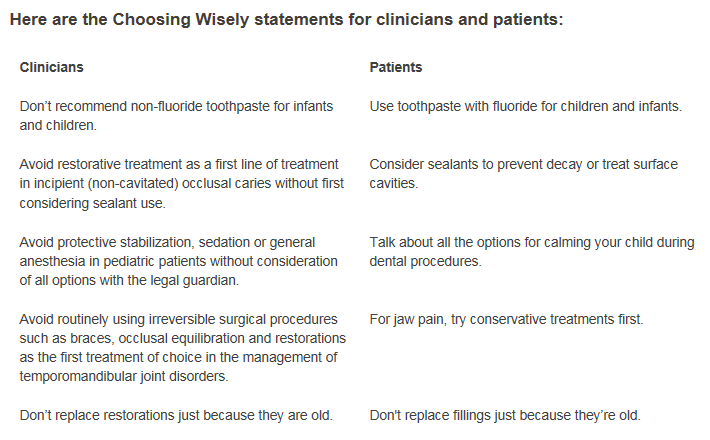 Here are the Choosing Wisely statements for clinicians and patients:
Clinicians
Patients
Don’t recommend non-fluoride toothpaste for infants
and children.
Use toothpaste with fluoride for children and infants.
Avoid restorative treatment as a first line of treatment
in incipient (non-cavitated) occlusal caries without first
considering sealant use.
Consider sealants to prevent decay or treat surface
cavities.
Avoid protective stabilization, sedation or general
anesthesia in pediatric patients without consideration
of all options with the legal guardian.
Talk about all the options for calming your child during
dental procedures.
Avoid routinely using irreversible surgical procedures
such as braces, occlusal equilibration and restorations
as the first treatment of choice in the management of
temporomandibular joint disorders.
For jaw pain, try conservative treatments first.
Don’t replace restorations just because they are old.
Don't replace fillings just because they’re old.